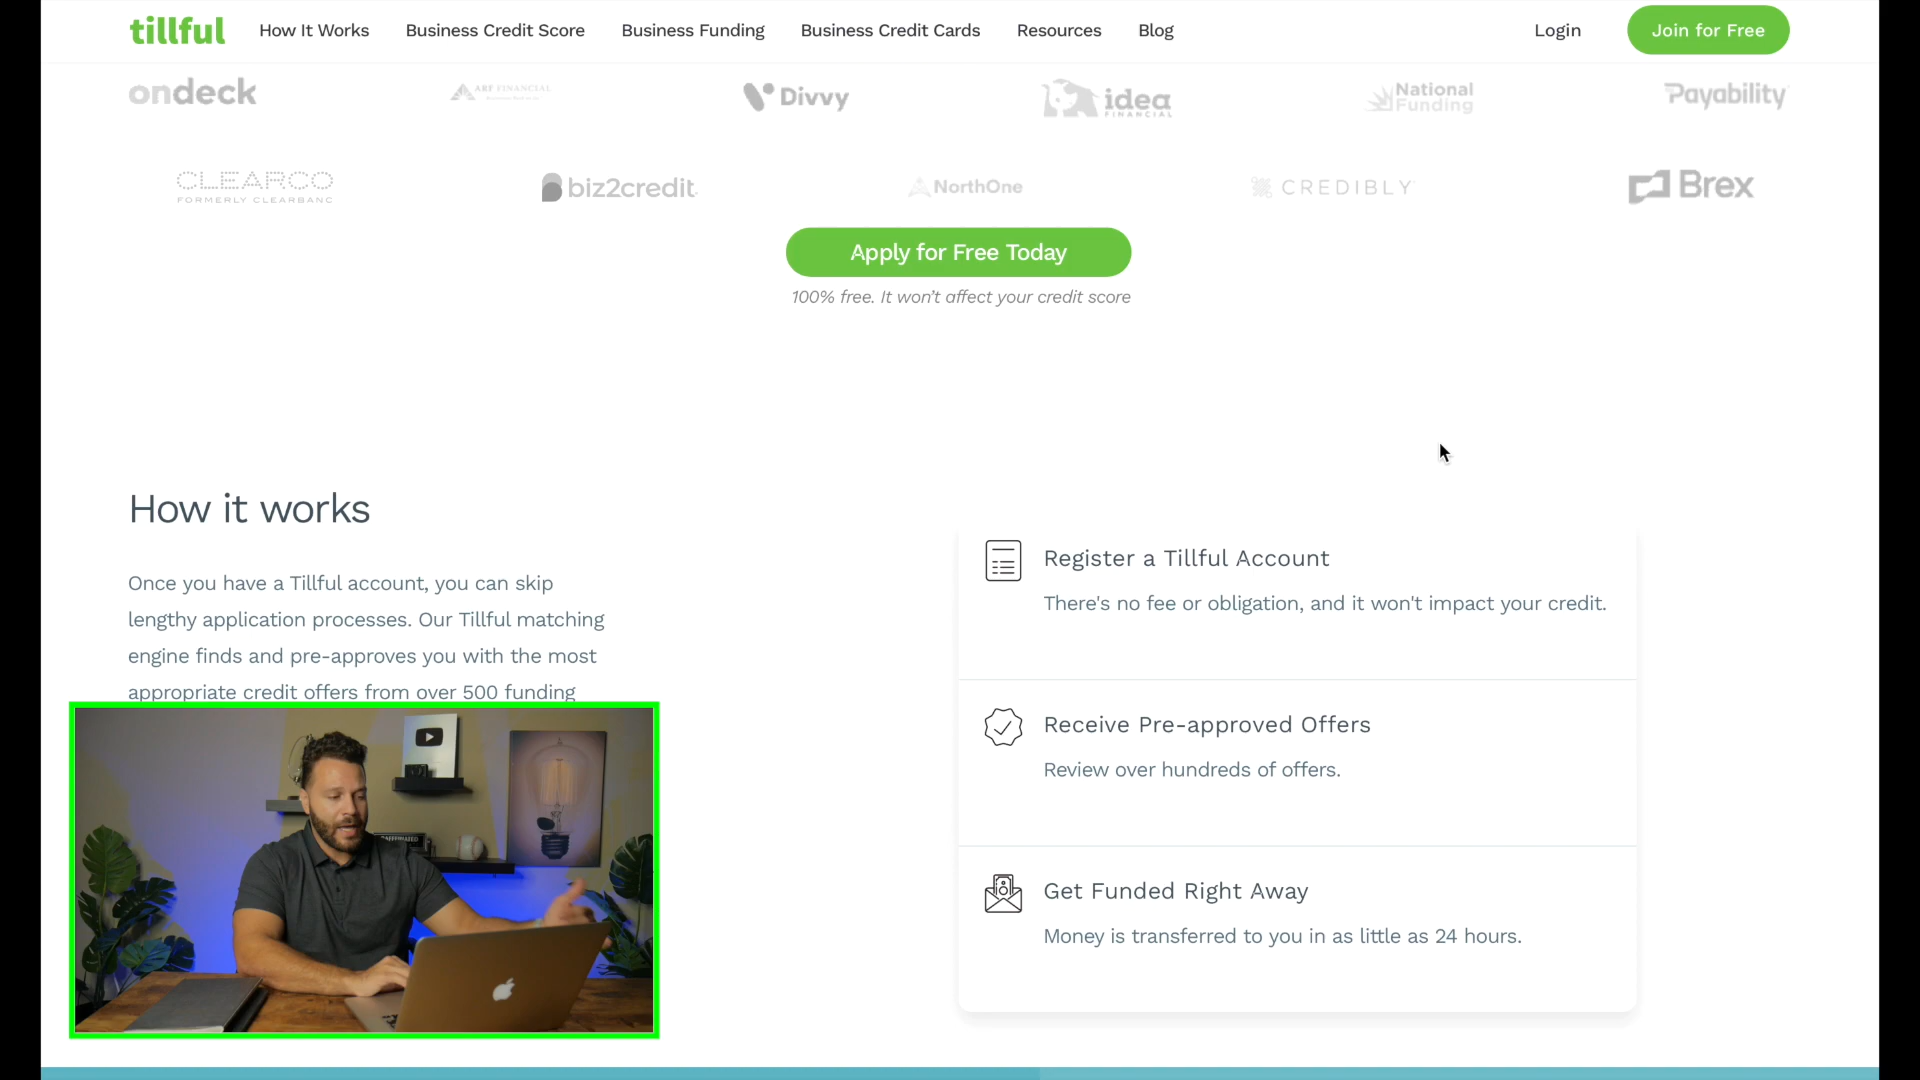 tillful How It Works Business Credit Score Business Funding Business Credit Cards Resources Blog Login Join for Free
ondeck ARF FINANCIAL Divvy idea FINANCIAL National Funding Payability
CLEARCO FORMERLY CLEARBANC biz2credit NorthOne CREDIBLY Brex
Apply for Free Today
100% free. It won't affect your credit score
How it works
Once you have a Tillful account, you can skip
lengthy application processes. Our Tillful matching
engine finds and pre-approves you with the most
appropriate credit offers from over 500 funding
Register a Tillful Account
There's no fee or obligation, and it won't impact your credit.
Receive Pre-approved Offers
Review over hundreds of offers.
Get Funded Right Away
Money is transferred to you in as little as 24 hours.